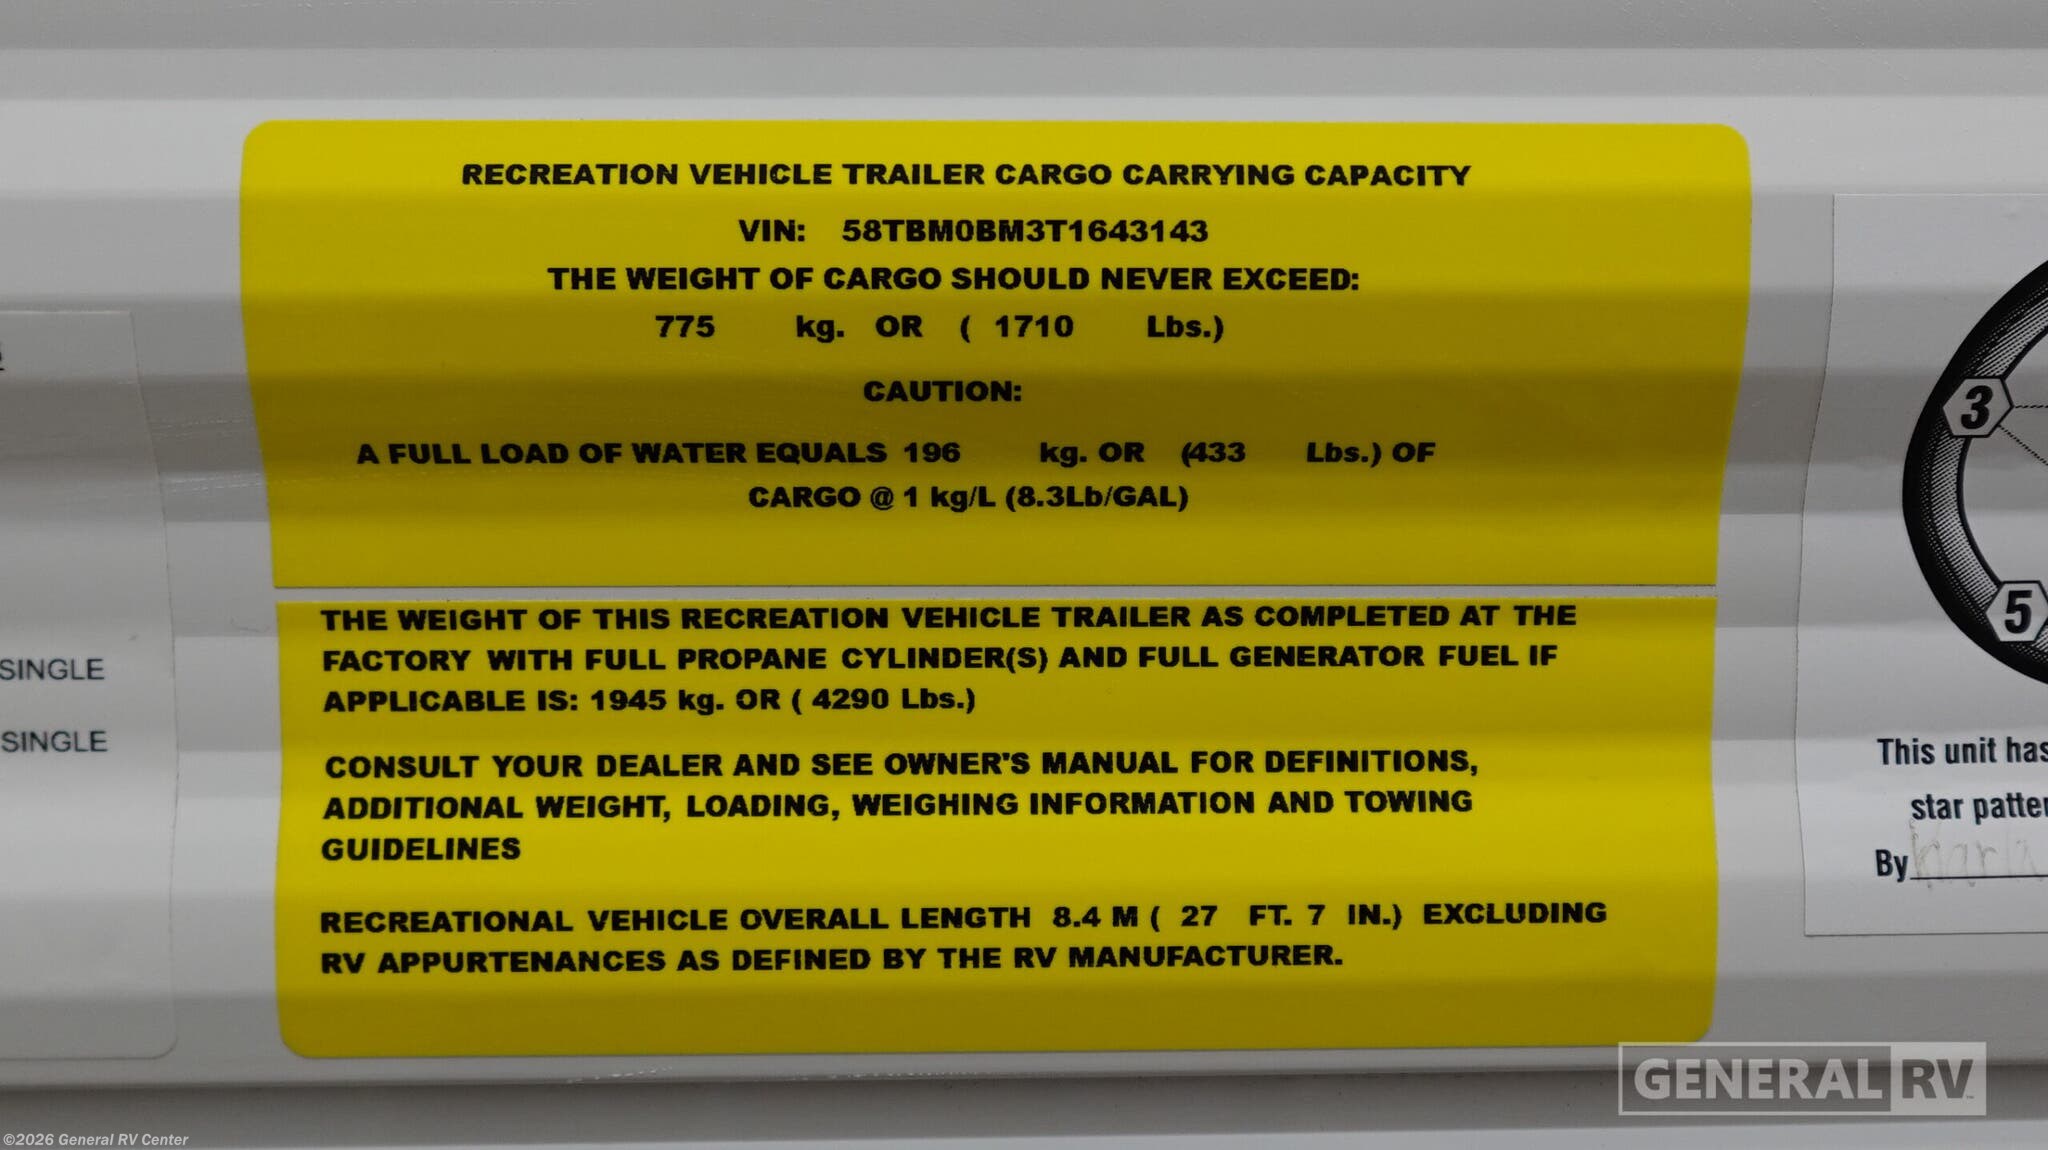 RECREATION VEHICLE TRAILER CARGO CARRYING CAPACITY
VIN: 58TBM0BM3T1643143
THE WEIGHT OF CARGO SHOULD NEVER EXCEED:
775 kg. OR ( 1710 Lbs.)
CAUTION:
A FULL LOAD OF WATER EQUALS 196 kg. OR (433 Lbs.) OF
CARGO @ 1 kg/L (8.3Lb/GAL)
THE WEIGHT OF THIS RECREATION VEHICLE TRAILER AS COMPLETED AT THE
FACTORY WITH FULL PROPANE CYLINDER(S) AND FULL GENERATOR FUEL IF
APPLICABLE IS: 1945 kg. OR ( 4290 Lbs.)
CONSULT YOUR DEALER AND SEE OWNER'S MANUAL FOR DEFINITIONS,
ADDITIONAL WEIGHT, LOADING, WEIGHING INFORMATION AND TOWING
GUIDELINES
RECREATIONAL VEHICLE OVERALL LENGTH 8.4 M ( 27 FT. 7 IN.) EXCLUDING
RV APPURTENANCES AS DEFINED BY THE RV MANUFACTURER.
SINGLE
SINGLE
3
5
This unit has
star patter
By
GENERAL RV
©2026 General RV Center